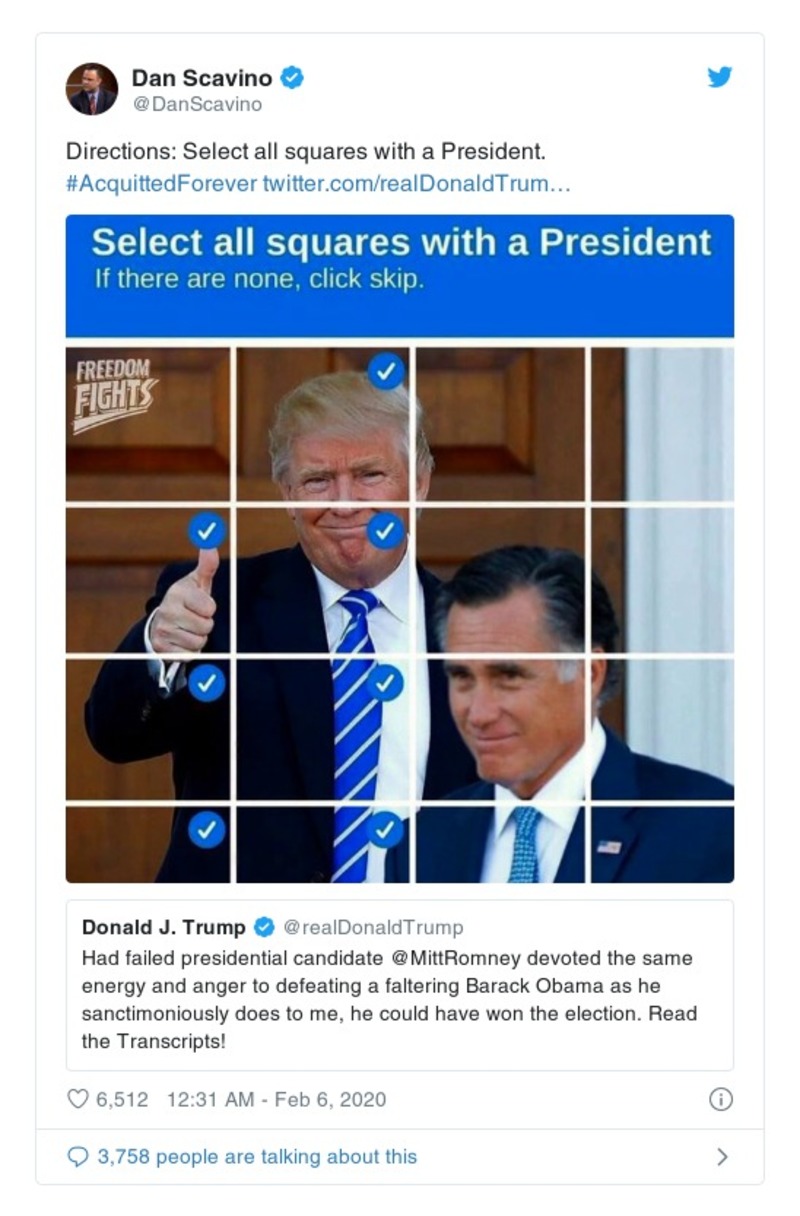 Dan Scavino
@DanScavino
Directions: Select all squares with a President.
#AcquittedForever twitter.com/realDonaldTrum…
Select all squares with a President
If there are none, click skip.
FREEDOM
FIGHTS
Donald J. Trump @realDonaldTrump
Had failed presidential candidate @MittRomney devoted the same
energy and anger to defeating a faltering Barack Obama as he
sanctimoniously does to me, he could have won the election. Read
the Transcripts!
6,512 12:31 AM - Feb 6, 2020
3,758 people are talking about this